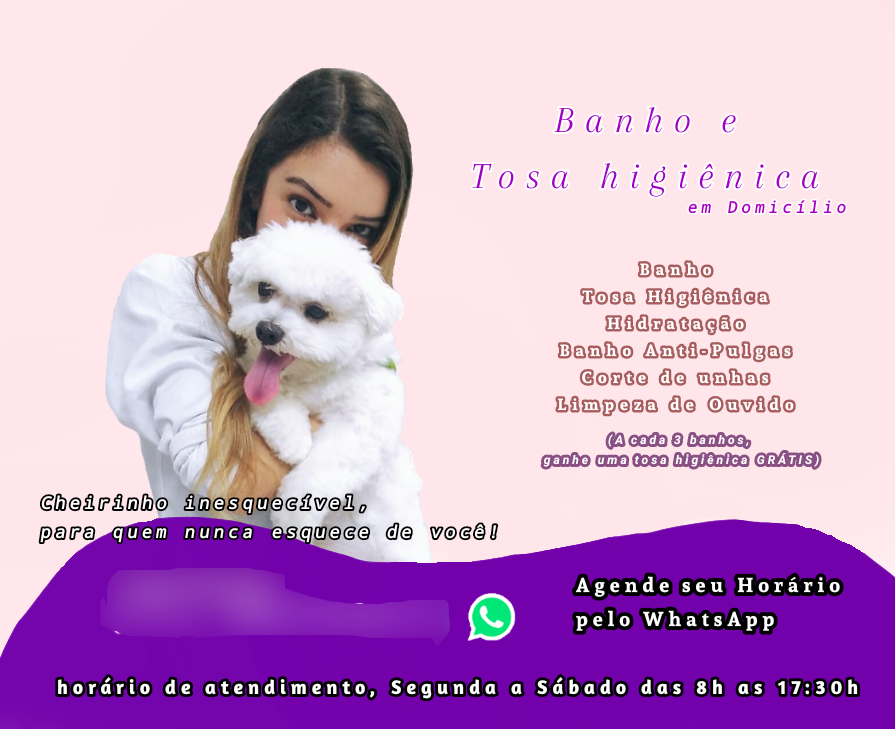 Banho e
Tosa higiênica
em Domicílio
Banho
Tosa Higiênica
Hidratação
Banho Anti-Pulgas
Corte de unhas
Limpeza de Ouvido
(A cada 3 banhos,
ganhe uma tosa higiênica GRÁTIS)
Cheirinho inesquecível,
para quem nunca esquece de você!
Agende seu Horário
pelo WhatsApp
horário de atendimento, Segunda a Sábado das 8h as 17:30h